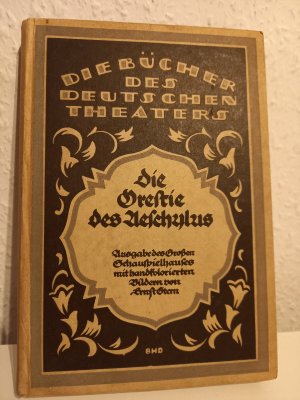 DIE BÜCHER
DES
DEUTSCHEN
THEATERS
Die
Orestie
des Aeschylus
Ausgabe des Großen
Schauspielhauses
mit handkolorierten
Bildern von
Ernst Stern